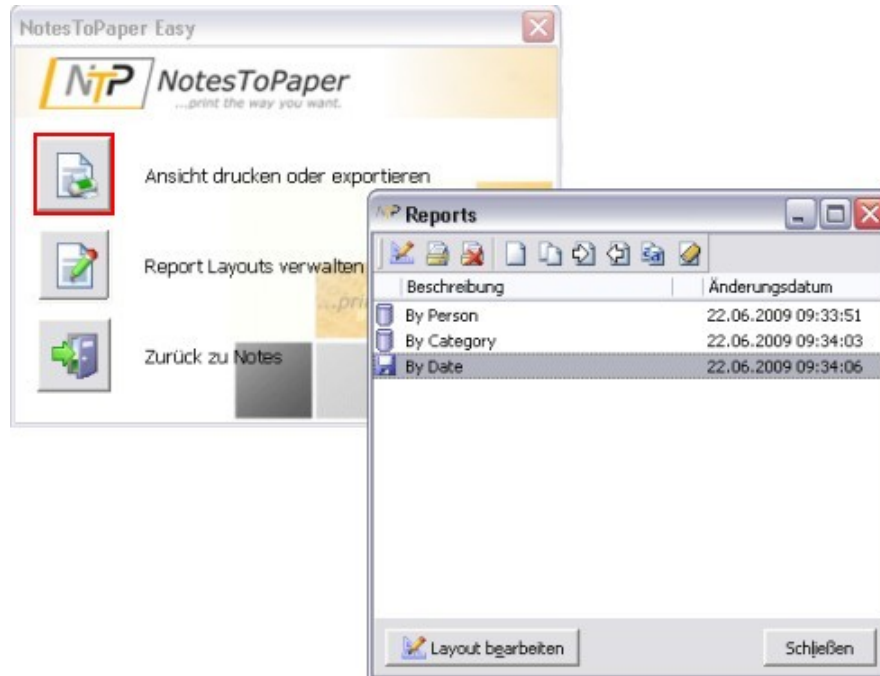 NotesToPaper Easy
NTP NotesToPaper
...print the way you want.
Ansicht drucken oder exportieren
Report Layouts verwalten
...pri
Zurück zu Notes
NTP Reports
Beschreibung Änderungsdatum
By Person 22.06.2009 09:33:51
By Category 22.06.2009 09:34:03
By Date 22.06.2009 09:34:06
Layout bearbeiten Schließen